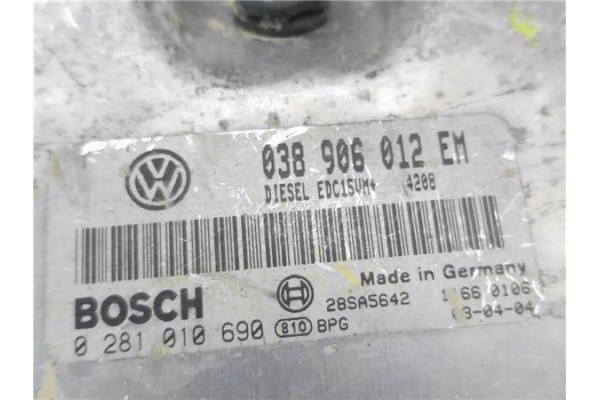 038 906 012 EM
DIESEL EDC15VM+ 4208
BOSCH Made in Germany
28SA5642
0 281 010 690 810 BPG